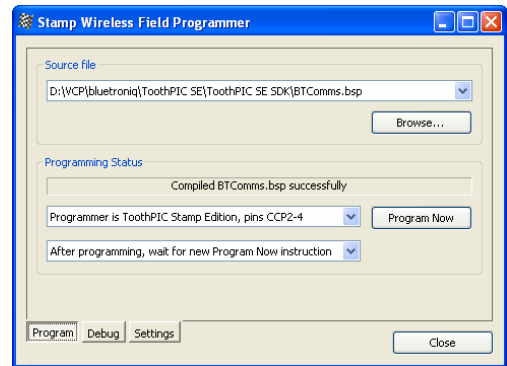 Stamp Wireless Field Programmer
Source file
D:\VCP\bluetroniq\ToothPIC SE\ToothPIC SE SDK\BTComms.bsp
Browse...
Programming Status
Compiled BTComms.bsp successfully
Programmer is ToothPIC Stamp Edition, pins CCP2-4
Program Now
After programming, wait for new Program Now instruction
Program Debug Settings
Close